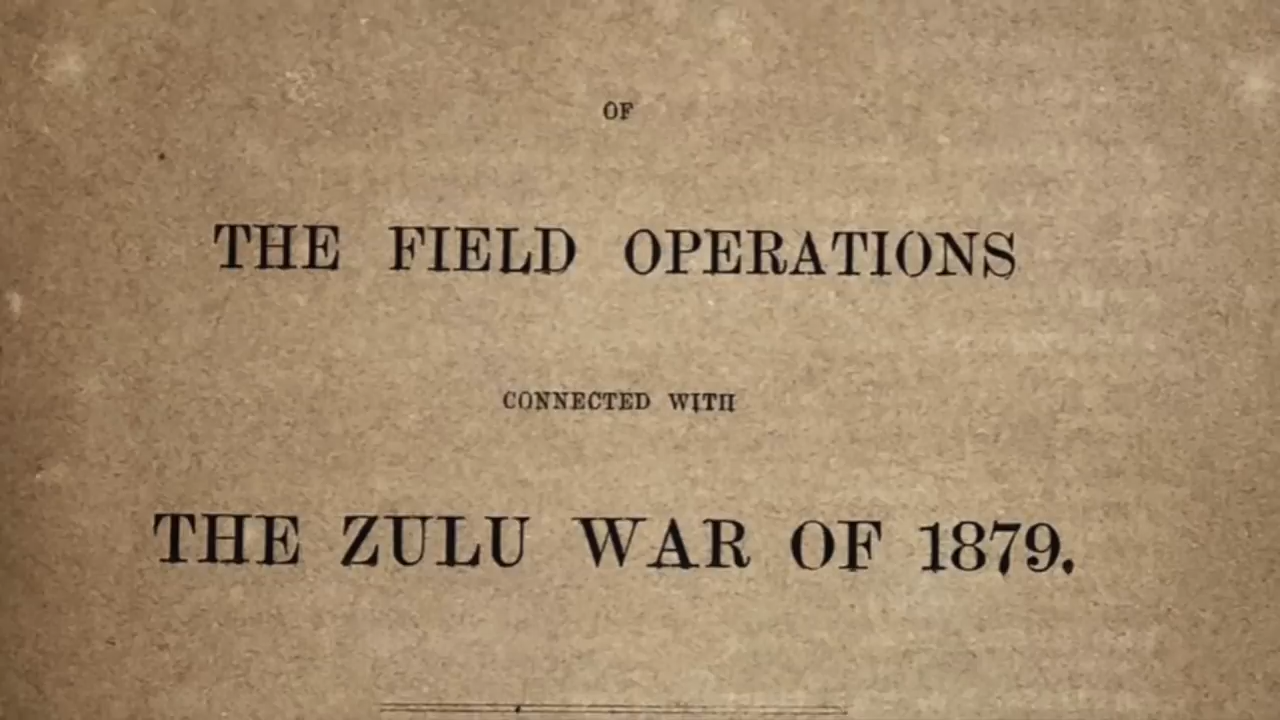 OF
THE FIELD OPERATIONS
CONNECTED WITH
THE ZULU WAR OF 1879.